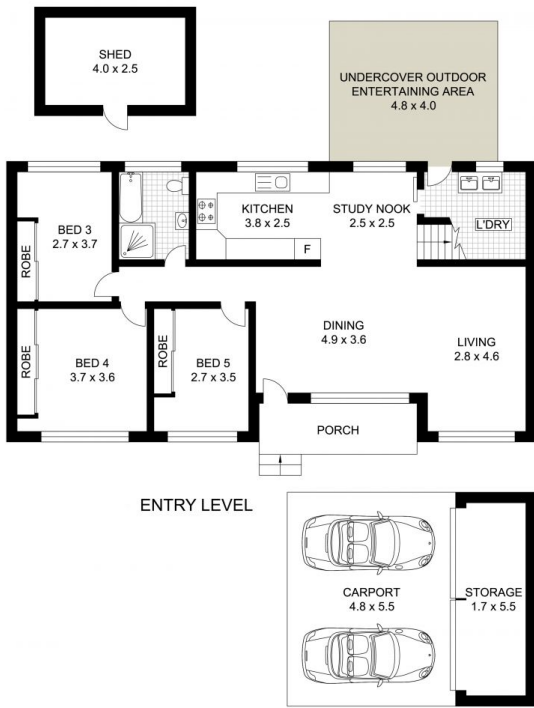 SHED
4.0 x 2.5
UNDERCOVER OUTDOOR
ENTERTAINING AREA
4.8 x 4.0
BED 3
2.7 x 3.7
ROBE
KITCHEN
3.8 x 2.5
F
STUDY NOOK
2.5 x 2.5
L'DRY
ROBE
BED 4
3.7 x 3.6
ROBE
BED 5
2.7 x 3.5
DINING
4.9 x 3.6
LIVING
2.8 x 4.6
PORCH
ENTRY LEVEL
CARPORT
4.8 x 5.5
STORAGE
1.7 x 5.5